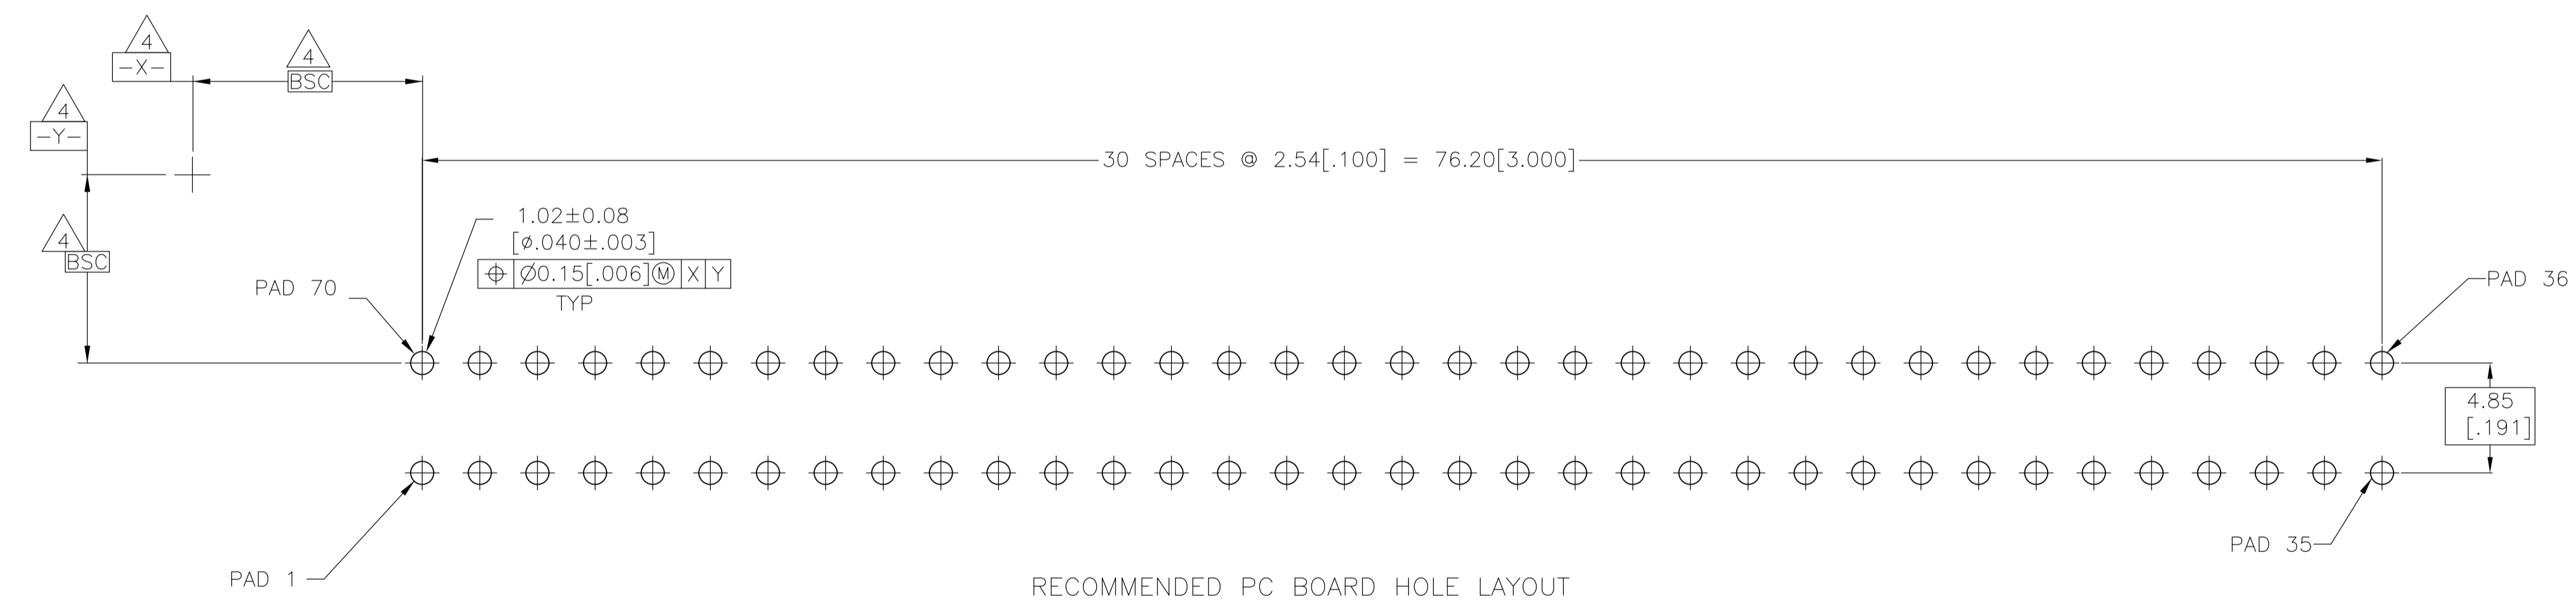 4
-X-
4
BSC
4
-Y-
30 SPACES @ 2.54[.100] = 76.20[3.000]
1.02±0.08
[ø.040±.003]
⌖ Ø0.15[.006]Ⓜ X Y
TYP
4
BSC
PAD 70
PAD 36
4.85
[.191]
PAD 35
PAD 1
RECOMMENDED PC BOARD HOLE LAYOUT